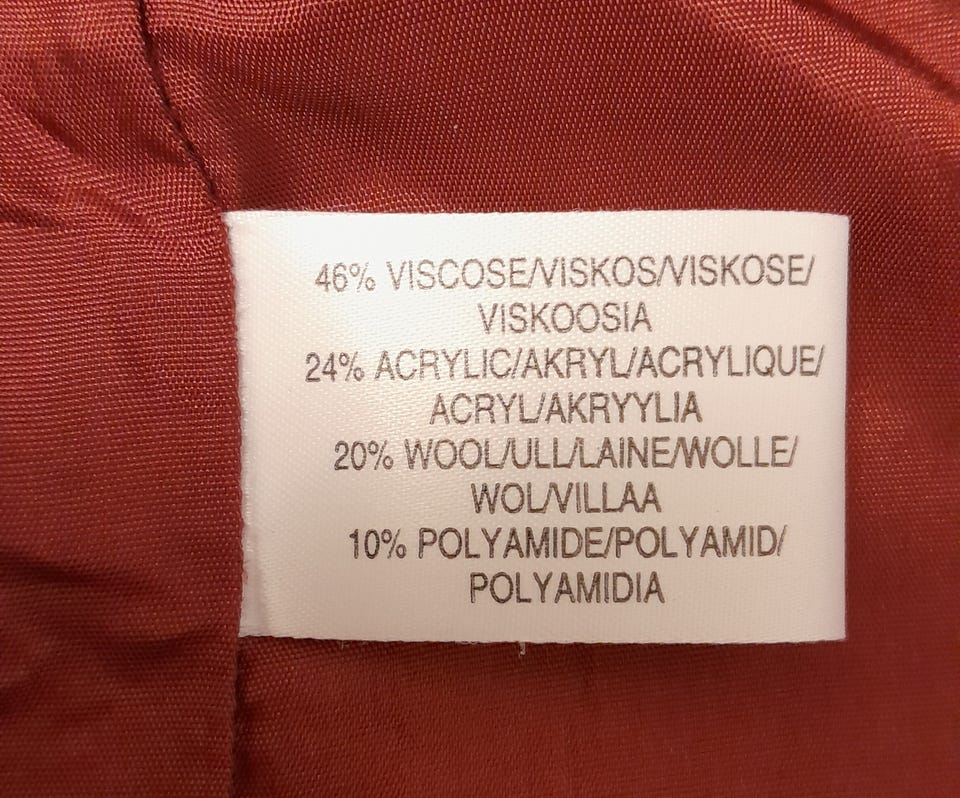 46% VISCOSE/VISKOS/VISKOSE/
VISKOOSIA
24% ACRYLIC/AKRYL/ACRYLIQUE/
ACRYL/AKRYYLIA
20% WOOL/ULL/LAINE/WOLLE/
WOL/VILLAA
10% POLYAMIDE/POLYAMID/
POLYAMIDIA